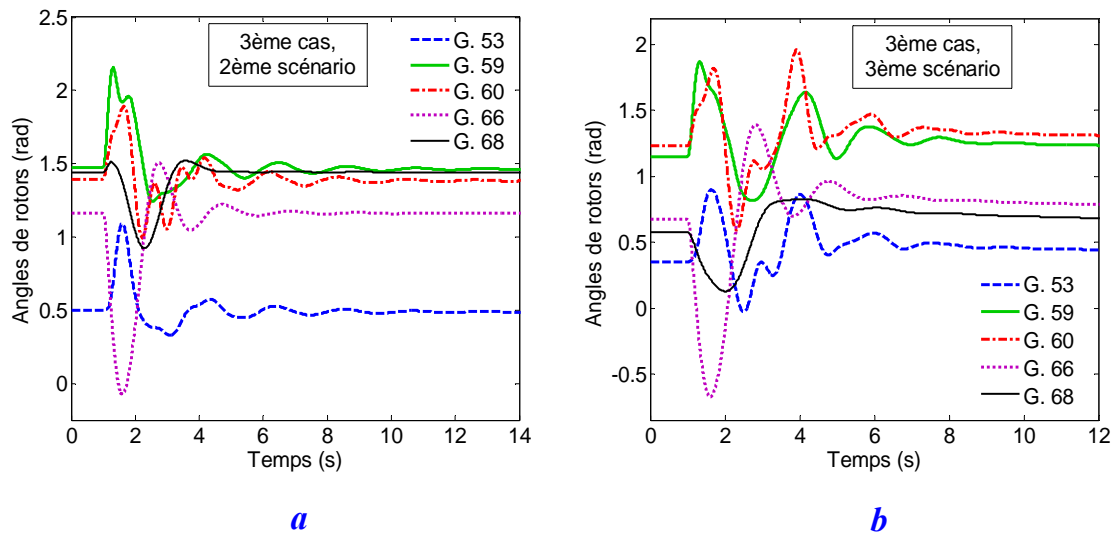 3ème cas,
2ème scénario
G. 53
G. 59
G. 60
G. 66
G. 68
Angles de rotors (rad)
2.5
2
1.5
1
0.5
0
0 2 4 6 8 10 12 14
Temps (s)
a
3ème cas,
3ème scénario
G. 53
G. 59
G. 60
G. 66
G. 68
Angles de rotors (rad)
2
1.5
1
0.5
0
-0.5
0 2 4 6 8 10 12
Temps (s)
b